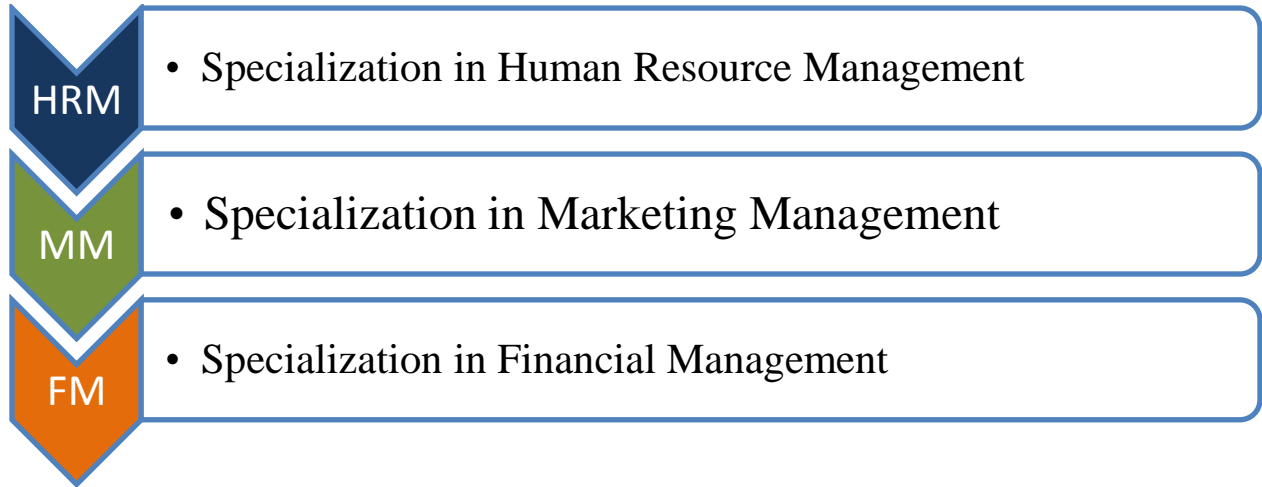 HRM
• Specialization in Human Resource Management
MM
• Specialization in Marketing Management
FM
• Specialization in Financial Management